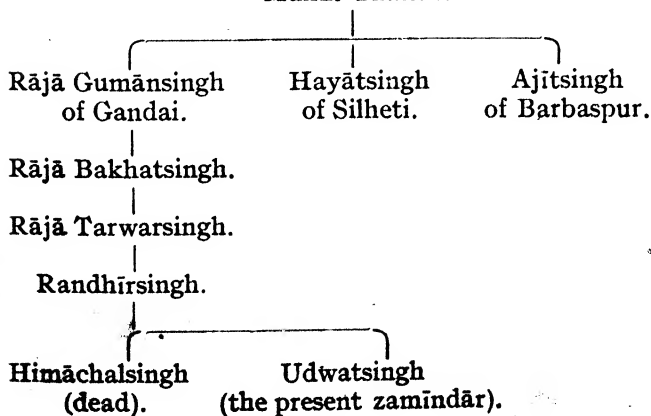 Rājā Gumānsingh Hayātsingh Ajītsingh
of Gandai. of Silheti. of Barbaspur.
Rājā Bakhatsingh.
Rājā Tarwarsingh.
Randhīrsingh.
Himāchalsingh Udwatsingh
(dead). (the present zamīndār).